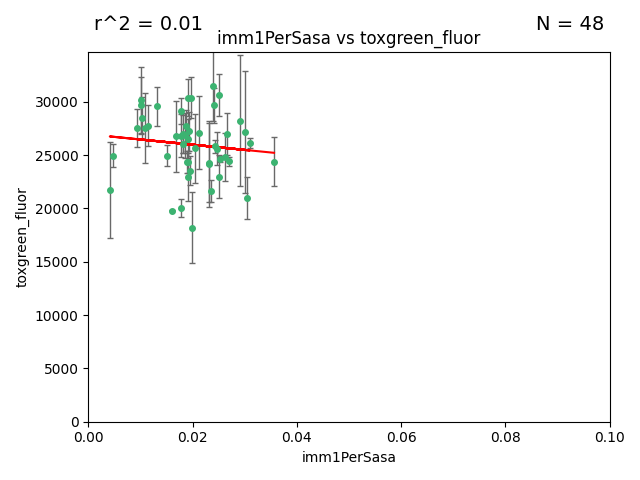 r^2 = 0.01
N = 48
imm1PerSasa vs toxgreen_fluor
30000
25000
20000
15000
10000
5000
0
toxgreen_fluor
0.00
0.02
0.04
0.06
0.08
0.10
imm1PerSasa